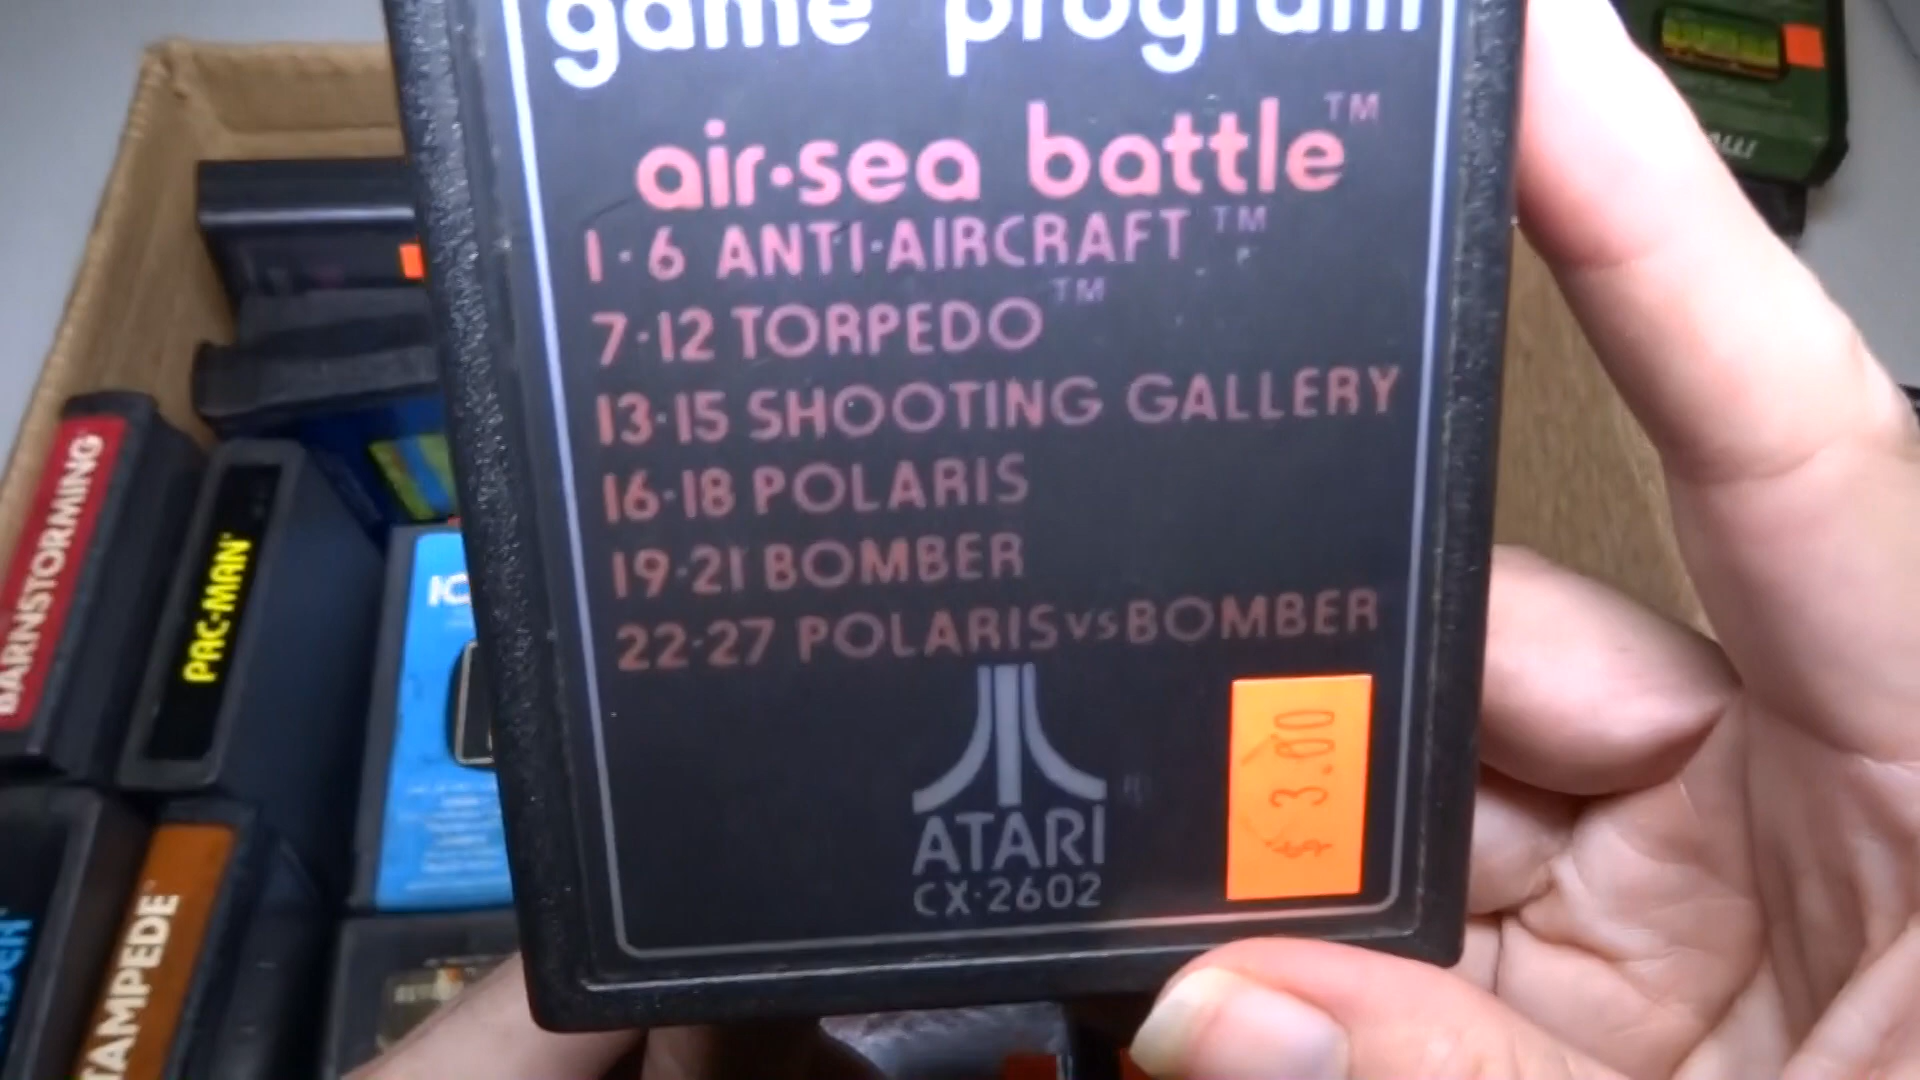 game program
air·sea battle™
1·6 ANTI·AIRCRAFT™
7·12 TORPEDO™
13·15 SHOOTING GALLERY
16·18 POLARIS
19·21 BOMBER
22·27 POLARIS vs BOMBER
ATARI
CX·2602
$3.00
BARNSTORMING
PAC-MAN